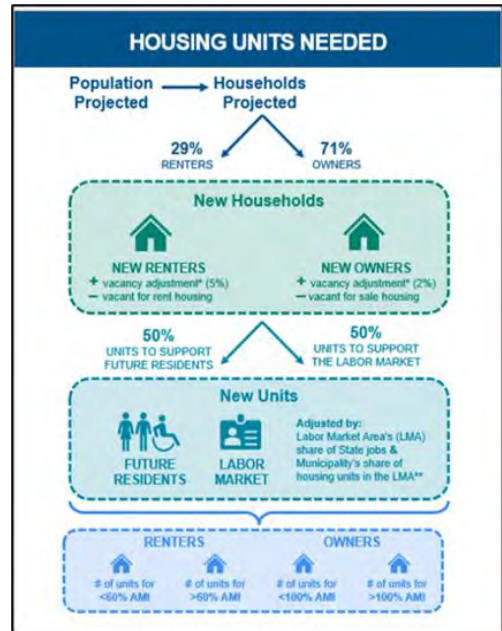 HOUSING UNITS NEEDED
Population Projected
Households Projected
29%
RENTERS
71%
OWNERS
New Households
NEW RENTERS
+ vacancy adjustment* (5%)
− vacant for rent housing
NEW OWNERS
+ vacancy adjustment* (2%)
− vacant for sale housing
50%
UNITS TO SUPPORT
FUTURE RESIDENTS
50%
UNITS TO SUPPORT
THE LABOR MARKET
New Units
FUTURE
RESIDENTS
LABOR
MARKET
Adjusted by:
Labor Market Area's (LMA)
share of State jobs &
Municipality's share of
housing units in the LMA**
RENTERS
OWNERS
# of units for
<60% AMI
# of units for
>60% AMI
# of units for
<100% AMI
# of units for
>100% AMI